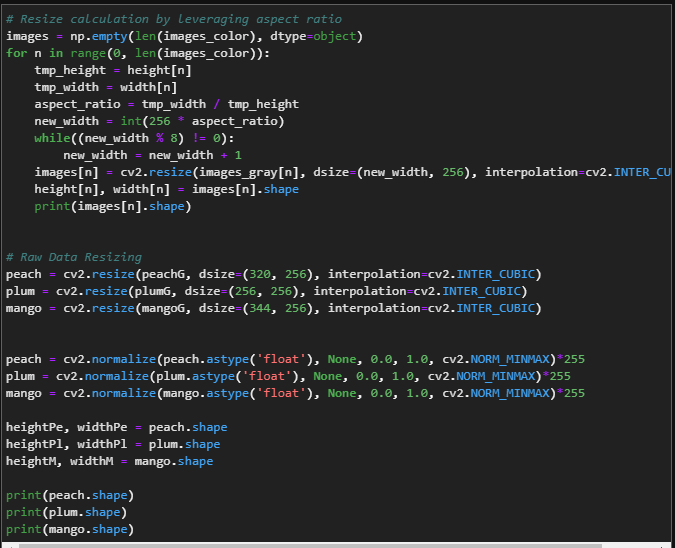 # Resize calculation by leveraging aspect ratio
images = np.empty(len(images_color), dtype=object)
for n in range(0, len(images_color)):
    tmp_height = height[n]
    tmp_width = width[n]
    aspect_ratio = tmp_width / tmp_height
    new_width = int(256 * aspect_ratio)
    while((new_width % 8) != 0):
        new_width = new_width + 1
    images[n] = cv2.resize(images_gray[n], dsize=(new_width, 256), interpolation=cv2.INTER_CU
    height[n], width[n] = images[n].shape
    print(images[n].shape)
# Raw Data Resizing
peach = cv2.resize(peachG, dsize=(320, 256), interpolation=cv2.INTER_CUBIC)
plum = cv2.resize(plumG, dsize=(256, 256), interpolation=cv2.INTER_CUBIC)
mango = cv2.resize(mangoG, dsize=(344, 256), interpolation=cv2.INTER_CUBIC)
peach = cv2.normalize(peach.astype('float'), None, 0.0, 1.0, cv2.NORM_MINMAX)*255
plum = cv2.normalize(plum.astype('float'), None, 0.0, 1.0, cv2.NORM_MINMAX)*255
mango = cv2.normalize(mango.astype('float'), None, 0.0, 1.0, cv2.NORM_MINMAX)*255
heightPe, widthPe = peach.shape
heightPl, widthPl = plum.shape
heightM, widthM = mango.shape
print(peach.shape)
print(plum.shape)
print(mango.shape)